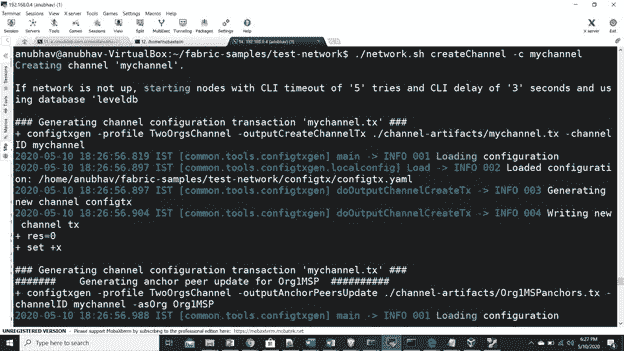 192.168.0.4 (anubhav)
Terminal Sessions View X server Tools Games Settings Macros Help
Session Servers Tools Games Sessions View Split MultiExec Tunneling Packages Settings Help X server Exit
14. 192.168.0.4 (anubhav) (1)
anubhav@anubhav-VirtualBox:~/fabric-samples/test-network$ ./network.sh createChannel -c mychannel
Creating channel 'mychannel'.
If network is not up, starting nodes with CLI timeout of '5' tries and CLI delay of '3' seconds and us
ing database 'leveldb
### Generating channel configuration transaction 'mychannel.tx' ###
+ configtxgen -profile TwoOrgsChannel -outputCreateChannelTx ./channel-artifacts/mychannel.tx -channel
ID mychannel
2020-05-10 18:26:56.819 IST [common.tools.configtxgen] main -> INFO 001 Loading configuration
2020-05-10 18:26:56.897 IST [common.tools.configtxgen.localconfig] Load -> INFO 002 Loaded configurati
on: /home/anubhav/fabric-samples/test-network/configtx/configtx.yaml
2020-05-10 18:26:56.897 IST [common.tools.configtxgen] doOutputChannelCreateTx -> INFO 003 Generating
new channel configtx
2020-05-10 18:26:56.904 IST [common.tools.configtxgen] doOutputChannelCreateTx -> INFO 004 Writing new
channel tx
+ res=0
+ set +x
### Generating channel configuration transaction 'mychannel.tx' ###
####### Generating anchor peer update for Org1MSP ##########
+ configtxgen -profile TwoOrgsChannel -outputAnchorPeersUpdate ./channel-artifacts/Org1MSPanchors.tx -
channelID mychannel -asOrg Org1MSP
2020-05-10 18:26:56.988 IST [common.tools.configtxgen] main -> INFO 001 Loading configuration
UNREGISTERED VERSION - Please support MobaXterm by subscribing to the professional edition here: https://mobaxterm.mobatek.net
Type here to search
6:27 PM
5/10/2020